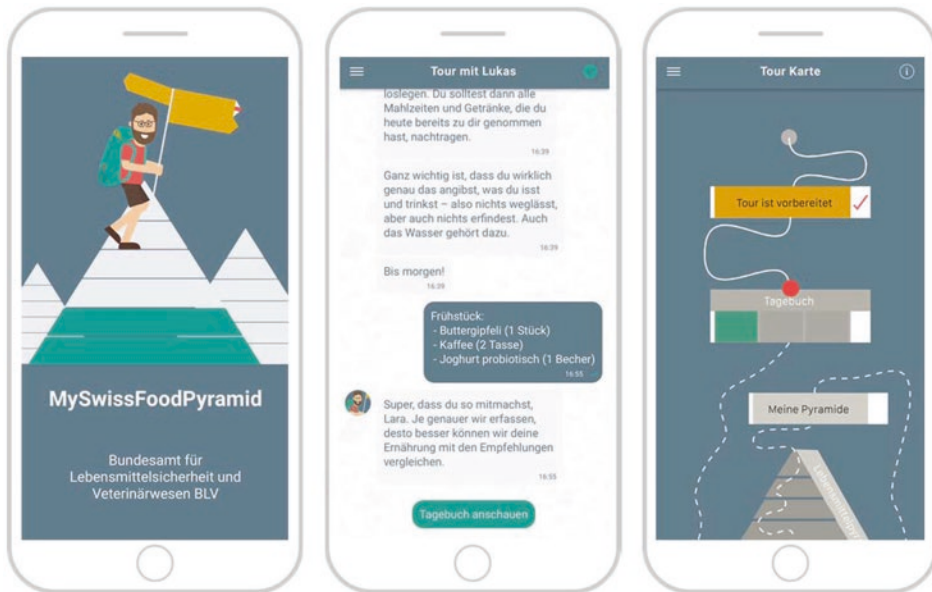 MySwissFoodPyramid
Bundesamt für
Lebensmittelsicherheit und
Veterinärwesen BLV
Tour mit Lukas
loslegen. Du solltest dann alle
Mahlzeiten und Getränke, die du
heute bereits zu dir genommen
hast, nachtragen.
16:39
Ganz wichtig ist, dass du wirklich
genau das angibst, was du isst
und trinkst – also nichts weglässt,
aber auch nichts erfindest. Auch
das Wasser gehört dazu.
16:39
Bis morgen!
16:39
Frühstück:
- Buttergipfeli (1 Stück)
- Kaffee (2 Tasse)
- Joghurt probiotisch (1 Becher)
16:55
Super, dass du so mitmachst,
Lara. Je genauer wir erfassen,
desto besser können wir deine
Ernährung mit den Empfehlungen
vergleichen.
16:55
Tagebuch anschauen
Tour Karte
Tour ist vorbereitet
Tagebuch
Meine Pyramide